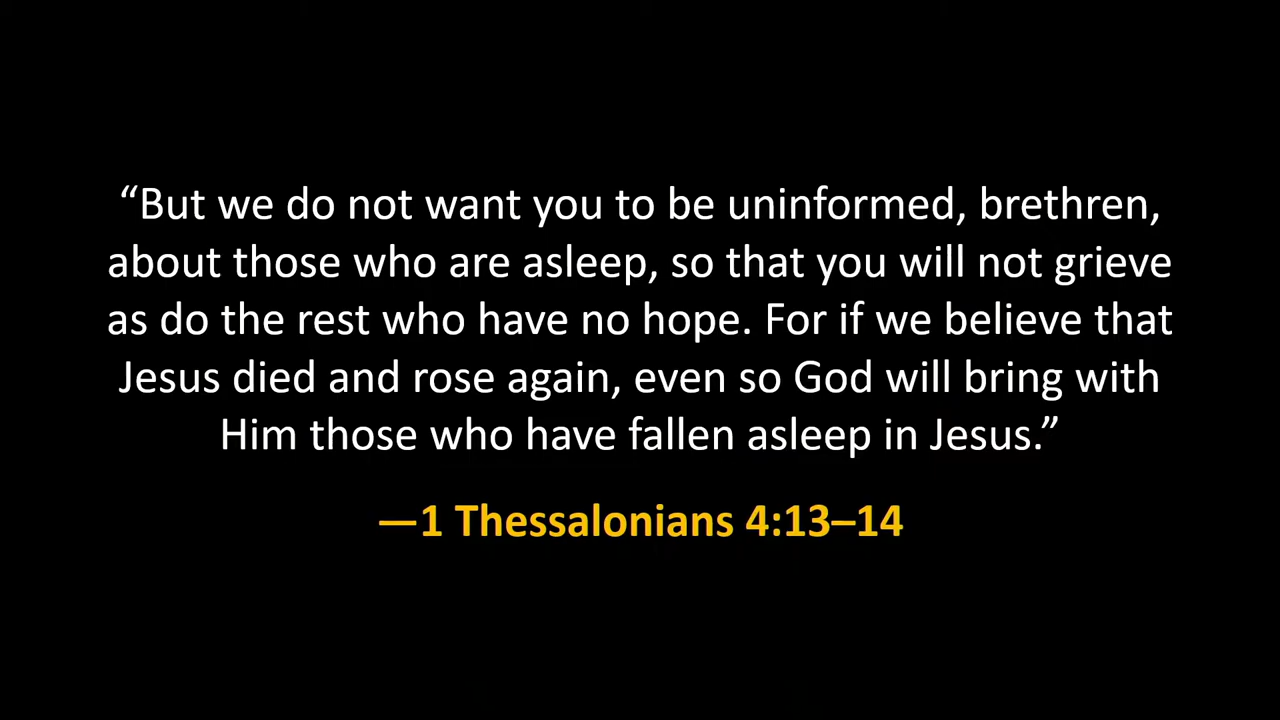 “But we do not want you to be uninformed, brethren,
about those who are asleep, so that you will not grieve
as do the rest who have no hope. For if we believe that
Jesus died and rose again, even so God will bring with
Him those who have fallen asleep in Jesus.”
—1 Thessalonians 4:13–14